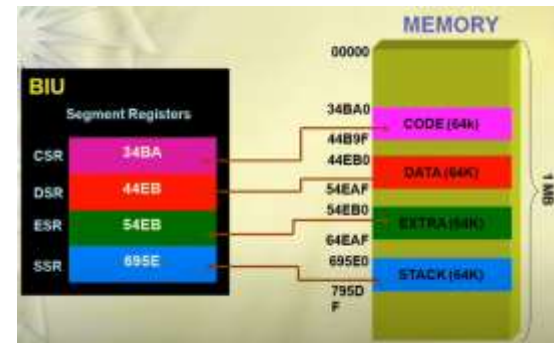 MEMORY
00000
BIU
Segment Registers
CSR 34BA
DSR 44EB
ESR 54EB
SSR 695E
34BA0
44B9F
44EB0
54EAF
54EB0
64EAF
695E0
795D
F
CODE (64k)
DATA (64K)
EXTRA (64K)
STACK (64K)
1 MB